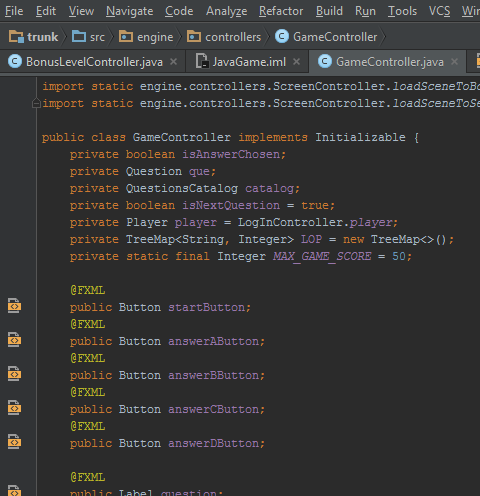 File Edit View Navigate Code Analyze Refactor Build Run Tools VCS
trunk src engine controllers GameController
BonusLevelController.java JavaGame.iml GameController.java
import static engine.controllers.ScreenController.
import static engine.controllers.ScreenController.
public class GameController implements Initializable {
private boolean isAnswerChosen;
private Question que;
private QuestionsCatalog catalog;
private boolean isNextQuestion = true;
private Player player = LogInController.player;
private TreeMap<String, Integer> LOP = new TreeMap<>();
private static final Integer MAX_GAME_SCORE = 50;
@FXML
public Button startButton;
@FXML
public Button answerAButton;
@FXML
public Button answerBButton;
@FXML
public Button answerCButton;
@FXML
public Button answerDButton;
@FXML
public Label question;